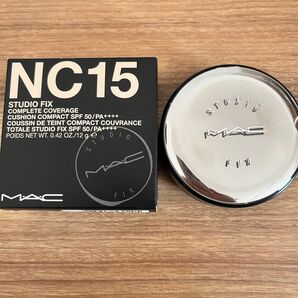 NC15
STUDIO FIX
COMPLETE COVERAGE
CUSHION COMPACT SPF 50/PA++++
COUSSIN DE TEINT COMPACT COUVRANCE
TOTALE STUDIO FIX SPF 50/PA++++
POIDS NET WT. 0.42 OZ./12 g ℮
STUDIO
MAC
FIX
MAC
STUDIO
MAC
FIX